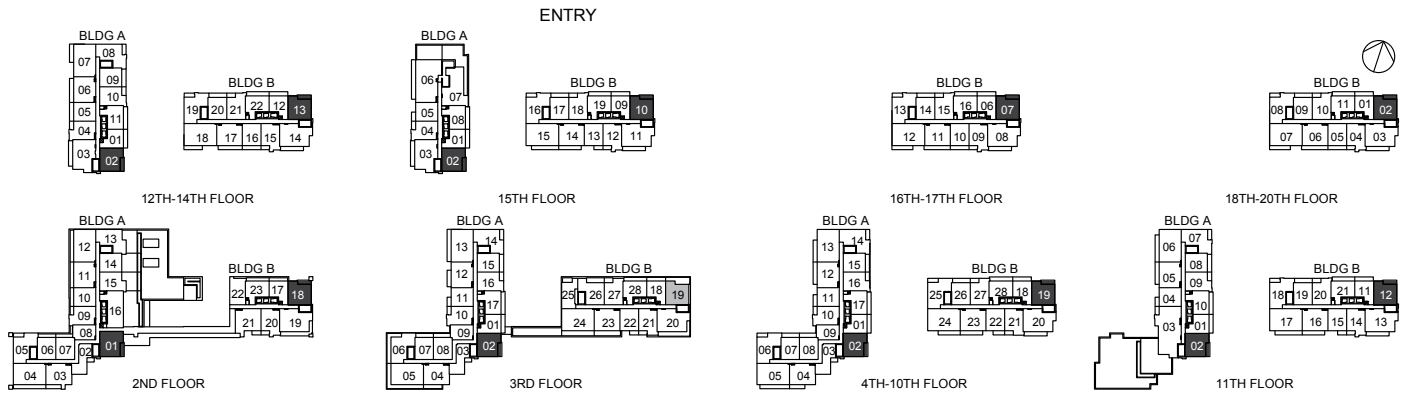 ENTRY
BLDG A
08
07
09
06
10
05
11
04
01
03
02
BLDG B
19 20 21 22 12 13
18 17 16 15 14
12TH-14TH FLOOR
BLDG A
06
07
05
08
04
01
03
02
BLDG B
16 17 18 19 09 10
15 14 13 12 11
15TH FLOOR
BLDG B
13 14 15 16 06 07
12 11 10 09 08
16TH-17TH FLOOR
BLDG B
08 09 10 11 01 02
07 06 05 04 03
18TH-20TH FLOOR
BLDG A
13
12
14
11
15
10
16
09
08
01
02
05 06 07
04 03
BLDG B
22 23 17 18
21 20 19
2ND FLOOR
BLDG A
14
13
15
12
16
11
17
10
01
09
02
03
06 07 08
05 04
BLDG B
25 26 27 28 18 19
24 23 22 21 20
3RD FLOOR
BLDG A
14
13
15
12
16
11
17
10
01
09
02
03
06 07 08
05 04
BLDG B
25 26 27 28 18 19
24 23 22 21 20
4TH-10TH FLOOR
BLDG A
07
06
08
05
09
04
10
03
01
02
BLDG B
18 19 20 21 11 12
17 16 15 14 13
11TH FLOOR